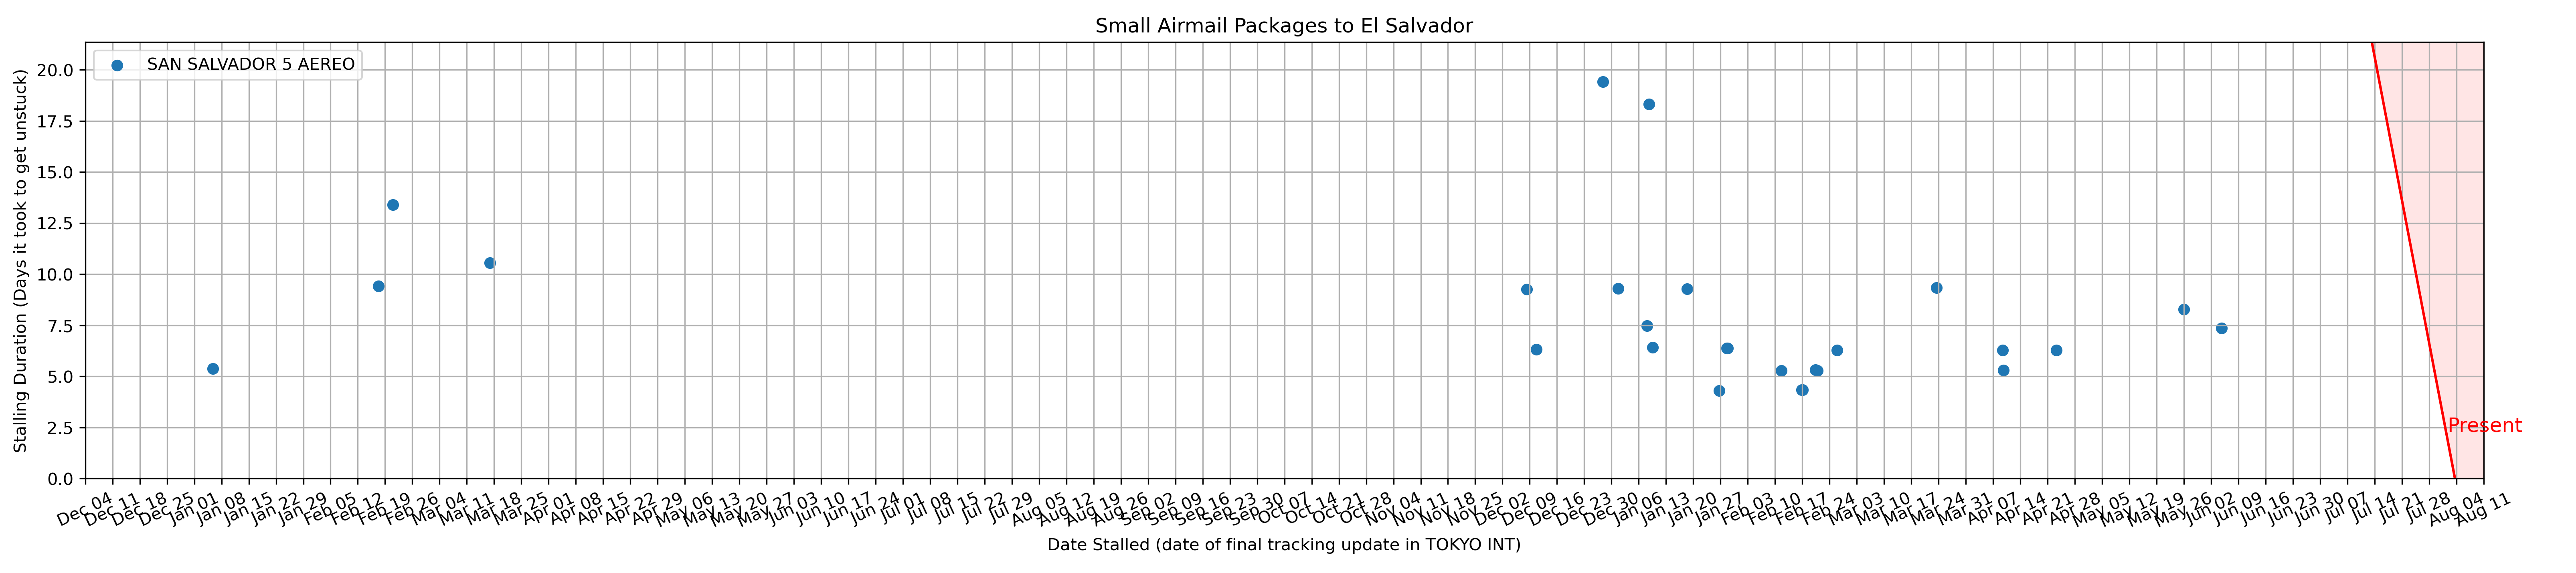 Small Airmail Packages to El Salvador
SAN SALVADOR 5 AEREO
Stalling Duration (Days it took to get unstuck)
20.0
17.5
15.0
12.5
10.0
7.5
5.0
2.5
0.0
Present
Dec 04 Dec 11 Dec 18 Dec 25 Jan 01 Jan 08 Jan 15 Jan 22 Jan 29 Feb 05 Feb 12 Feb 19 Feb 26 Mar 04 Mar 11 Mar 18 Mar 25 Apr 01 Apr 08 Apr 15 Apr 22 Apr 29 May 06 May 13 May 20 May 27 Jun 03 Jun 10 Jun 17 Jun 24 Jul 01 Jul 08 Jul 15 Jul 22 Jul 29 Aug 05 Aug 12 Aug 19 Aug 26 Sep 02 Sep 09 Sep 16 Sep 23 Sep 30 Oct 07 Oct 14 Oct 21 Oct 28 Nov 04 Nov 11 Nov 18 Nov 25 Dec 02 Dec 09 Dec 16 Dec 23 Dec 30 Jan 06 Jan 13 Jan 20 Jan 27 Feb 03 Feb 10 Feb 17 Feb 24 Mar 03 Mar 10 Mar 17 Mar 24 Mar 31 Apr 07 Apr 14 Apr 21 Apr 28 May 05 May 12 May 19 May 26 Jun 02 Jun 09 Jun 16 Jun 23 Jun 30 Jul 07 Jul 14 Jul 21 Jul 28 Aug 04 Aug 11
Date Stalled (date of final tracking update in TOKYO INT)